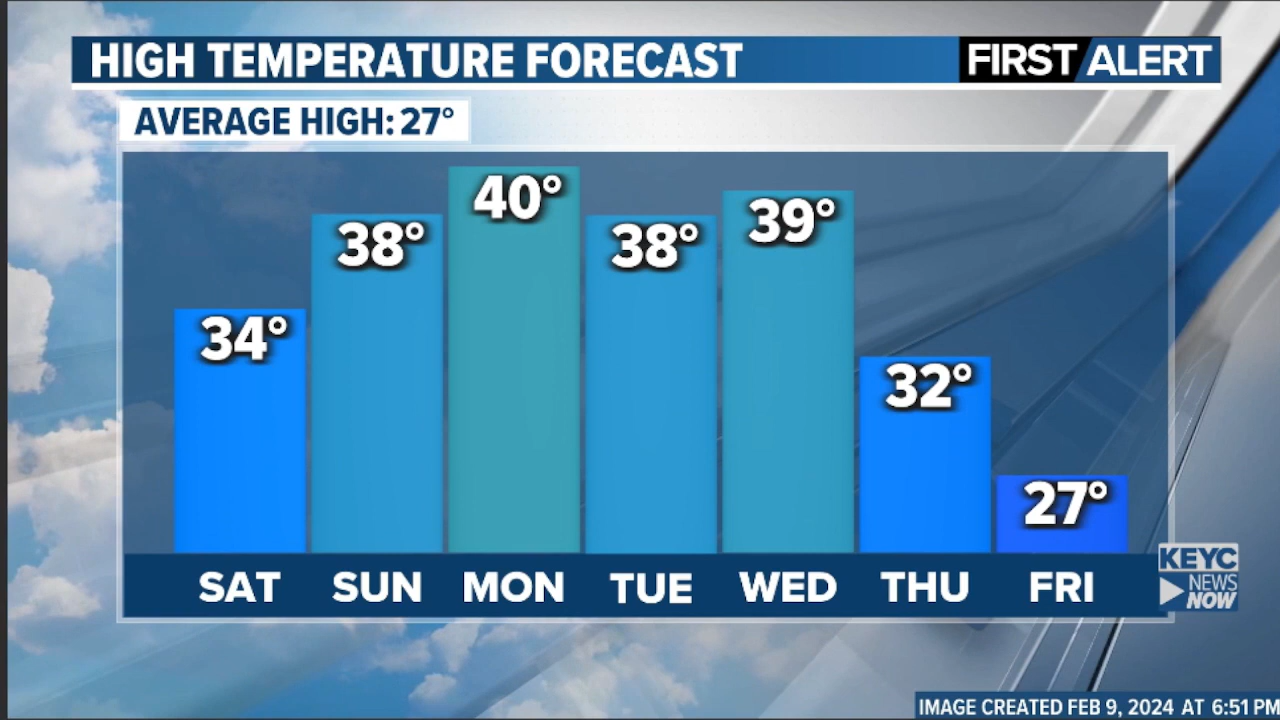 HIGH TEMPERATURE FORECAST
FIRST ALERT
AVERAGE HIGH: 27°
34° 38° 40° 38° 39° 32° 27°
SAT SUN MON TUE WED THU FRI
KEYC
NEWS
NOW
IMAGE CREATED FEB 9, 2024 AT 6:51 PM